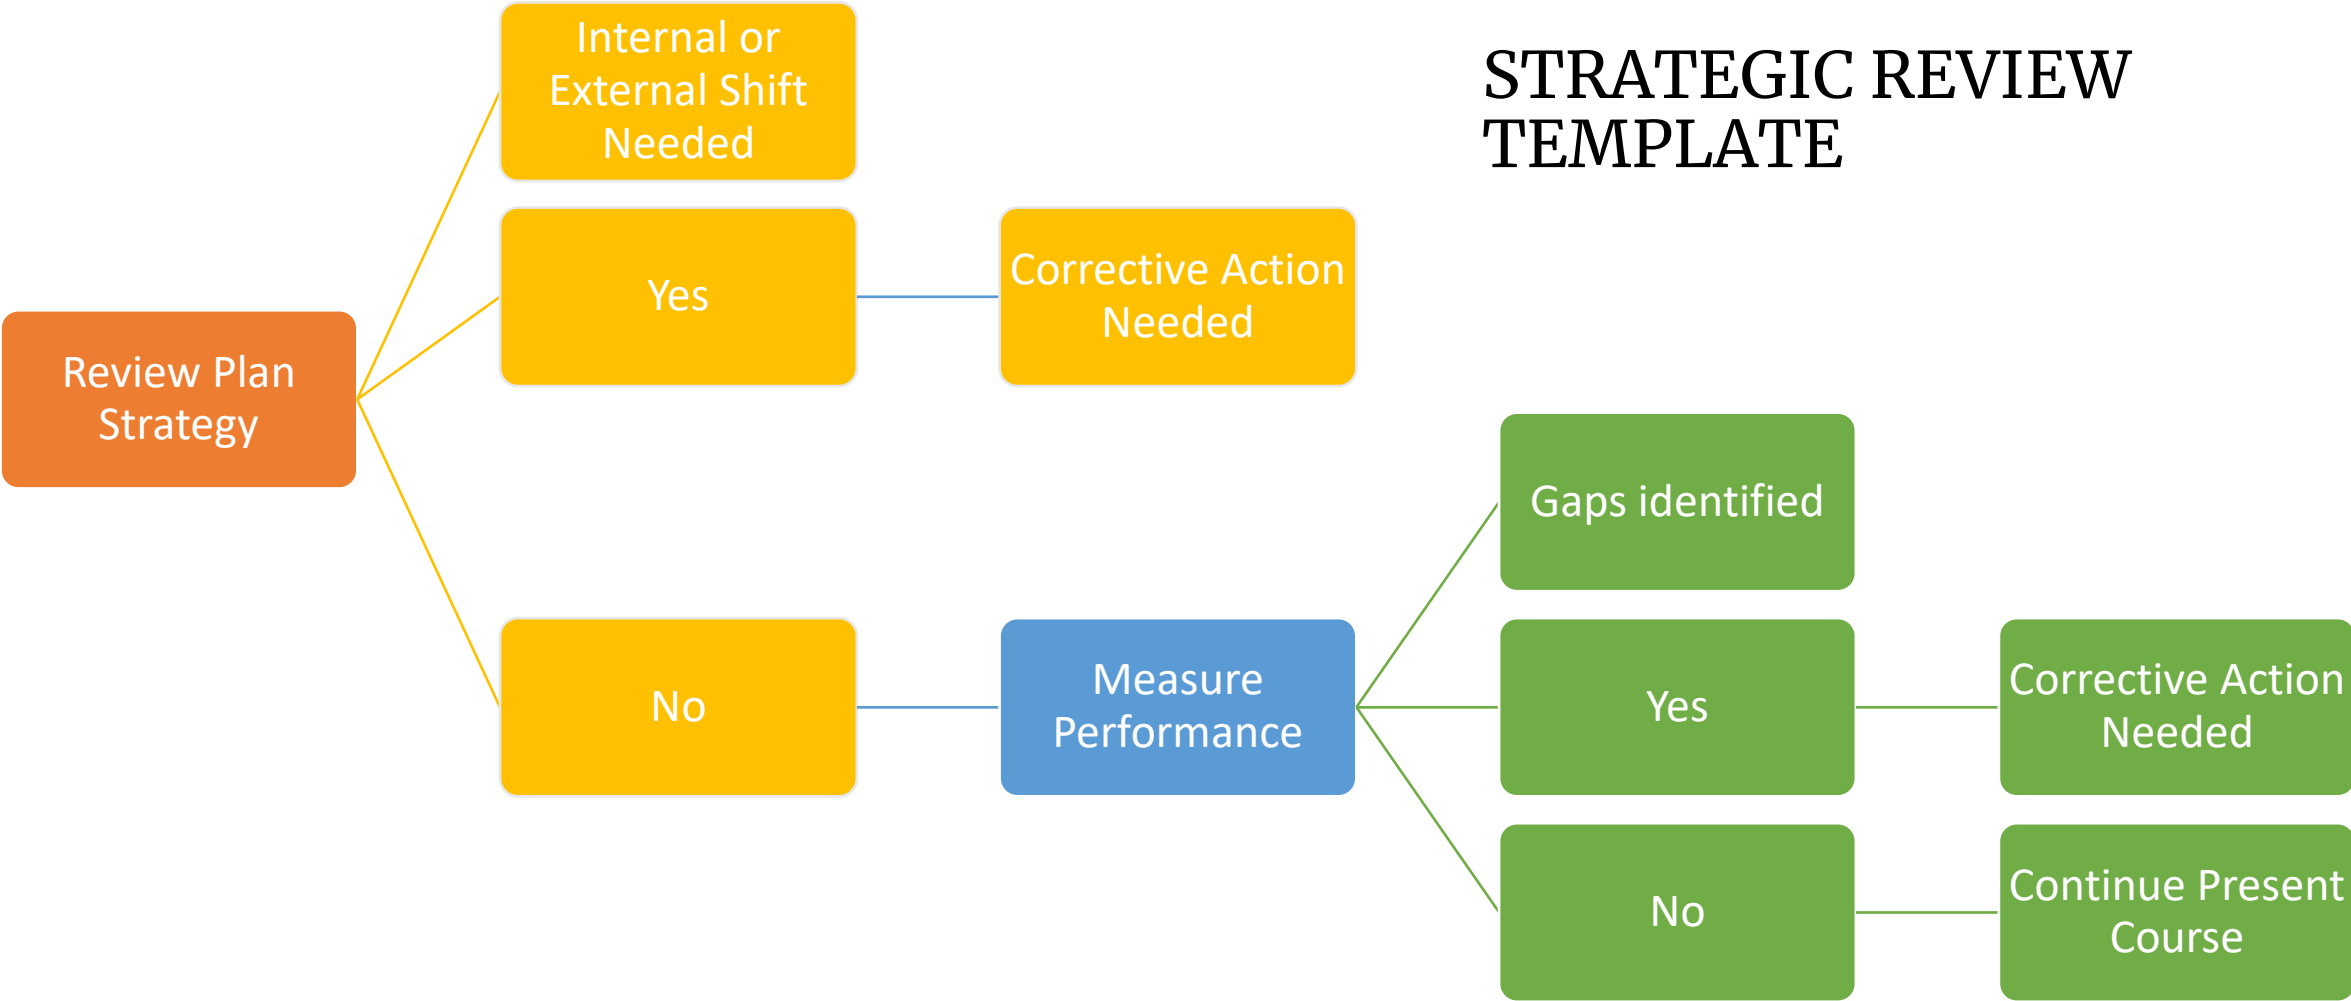 STRATEGIC REVIEW
TEMPLATE
Review Plan
Strategy
Internal or
External Shift
Needed
Yes
Corrective Action
Needed
No
Measure
Performance
Gaps identified
Yes
Corrective Action
Needed
No
Continue Present
Course